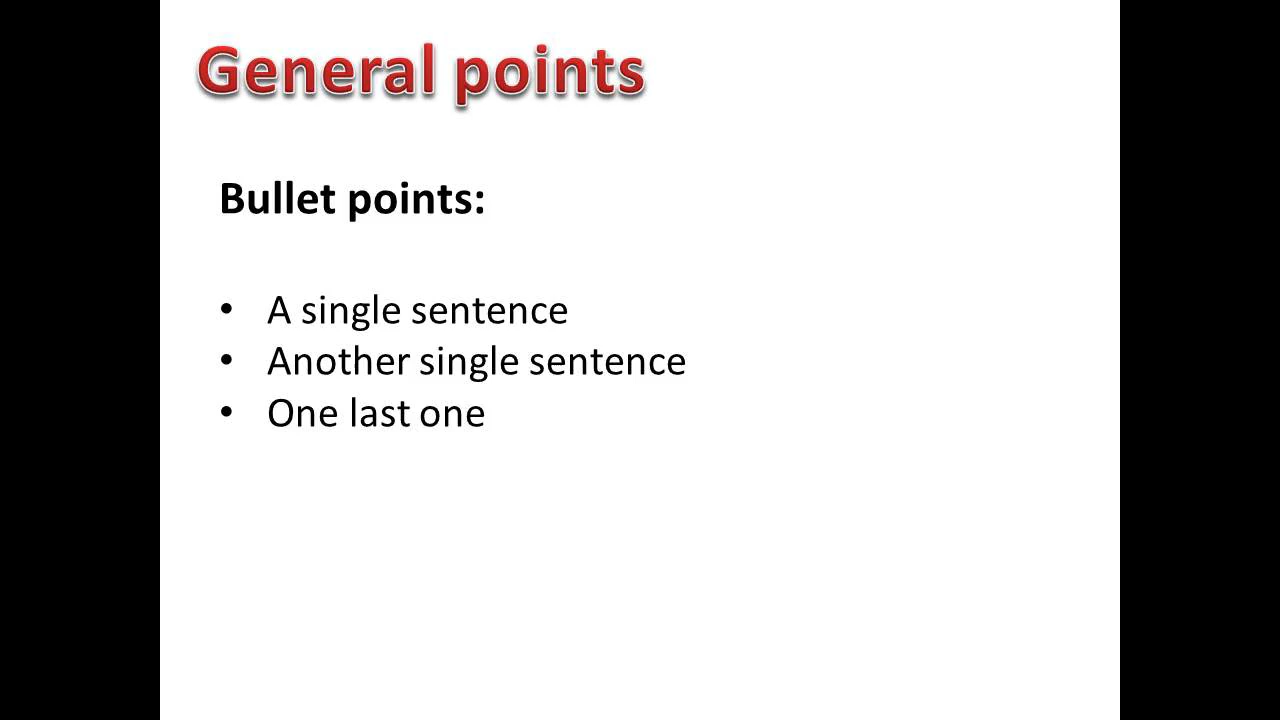 General points
Bullet points:
• A single sentence
• Another single sentence
• One last one